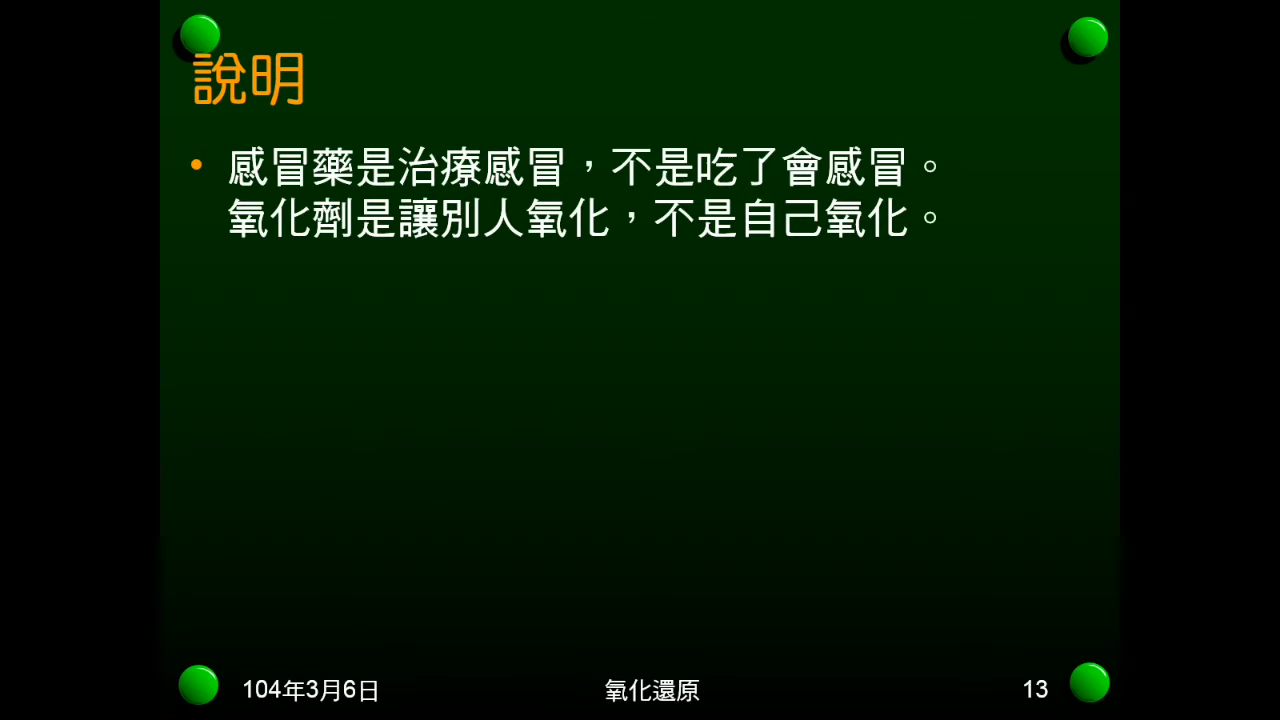 說明
• 感冒藥是治療感冒，不是吃了會感冒。
氧化劑是讓別人氧化，不是自己氧化。
104年3月6日
氧化還原
13